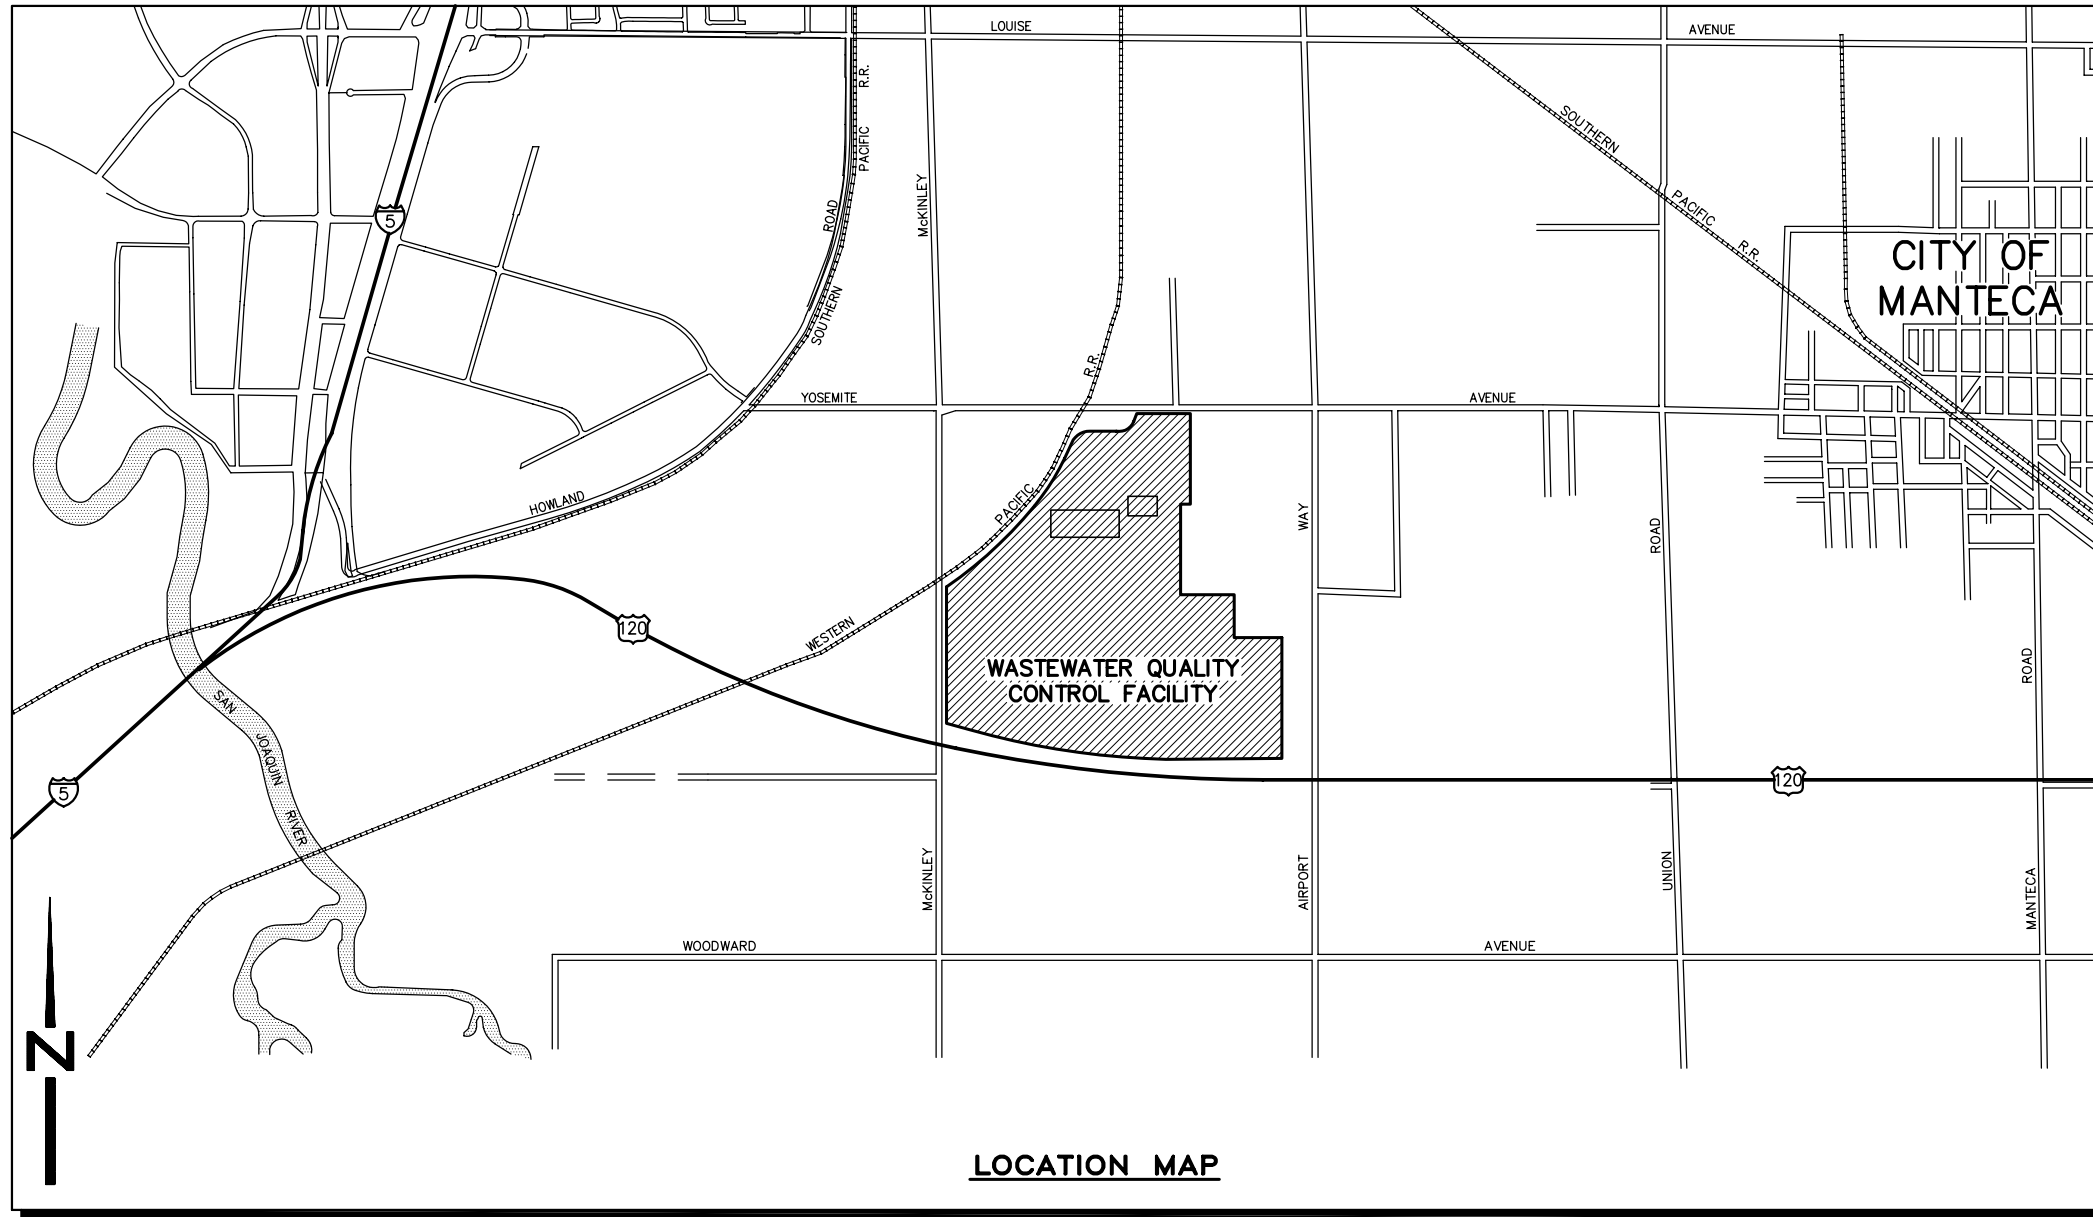 LOUISE
AVENUE
R.R.
PACIFIC
SOUTHERN
PACIFIC
R.R.
McKINLEY
ROAD
5
CITY OF
MANTECA
SOUTHERN
R.R.
YOSEMITE
AVENUE
HOWLAND
PACIFIC
WAY
ROAD
120
WESTERN
WASTEWATER QUALITY
CONTROL FACILITY
ROAD
SAN
JOAQUIN
RIVER
5
120
McKINLEY
AIRPORT
UNION
MANTECA
WOODWARD
AVENUE
N
LOCATION MAP